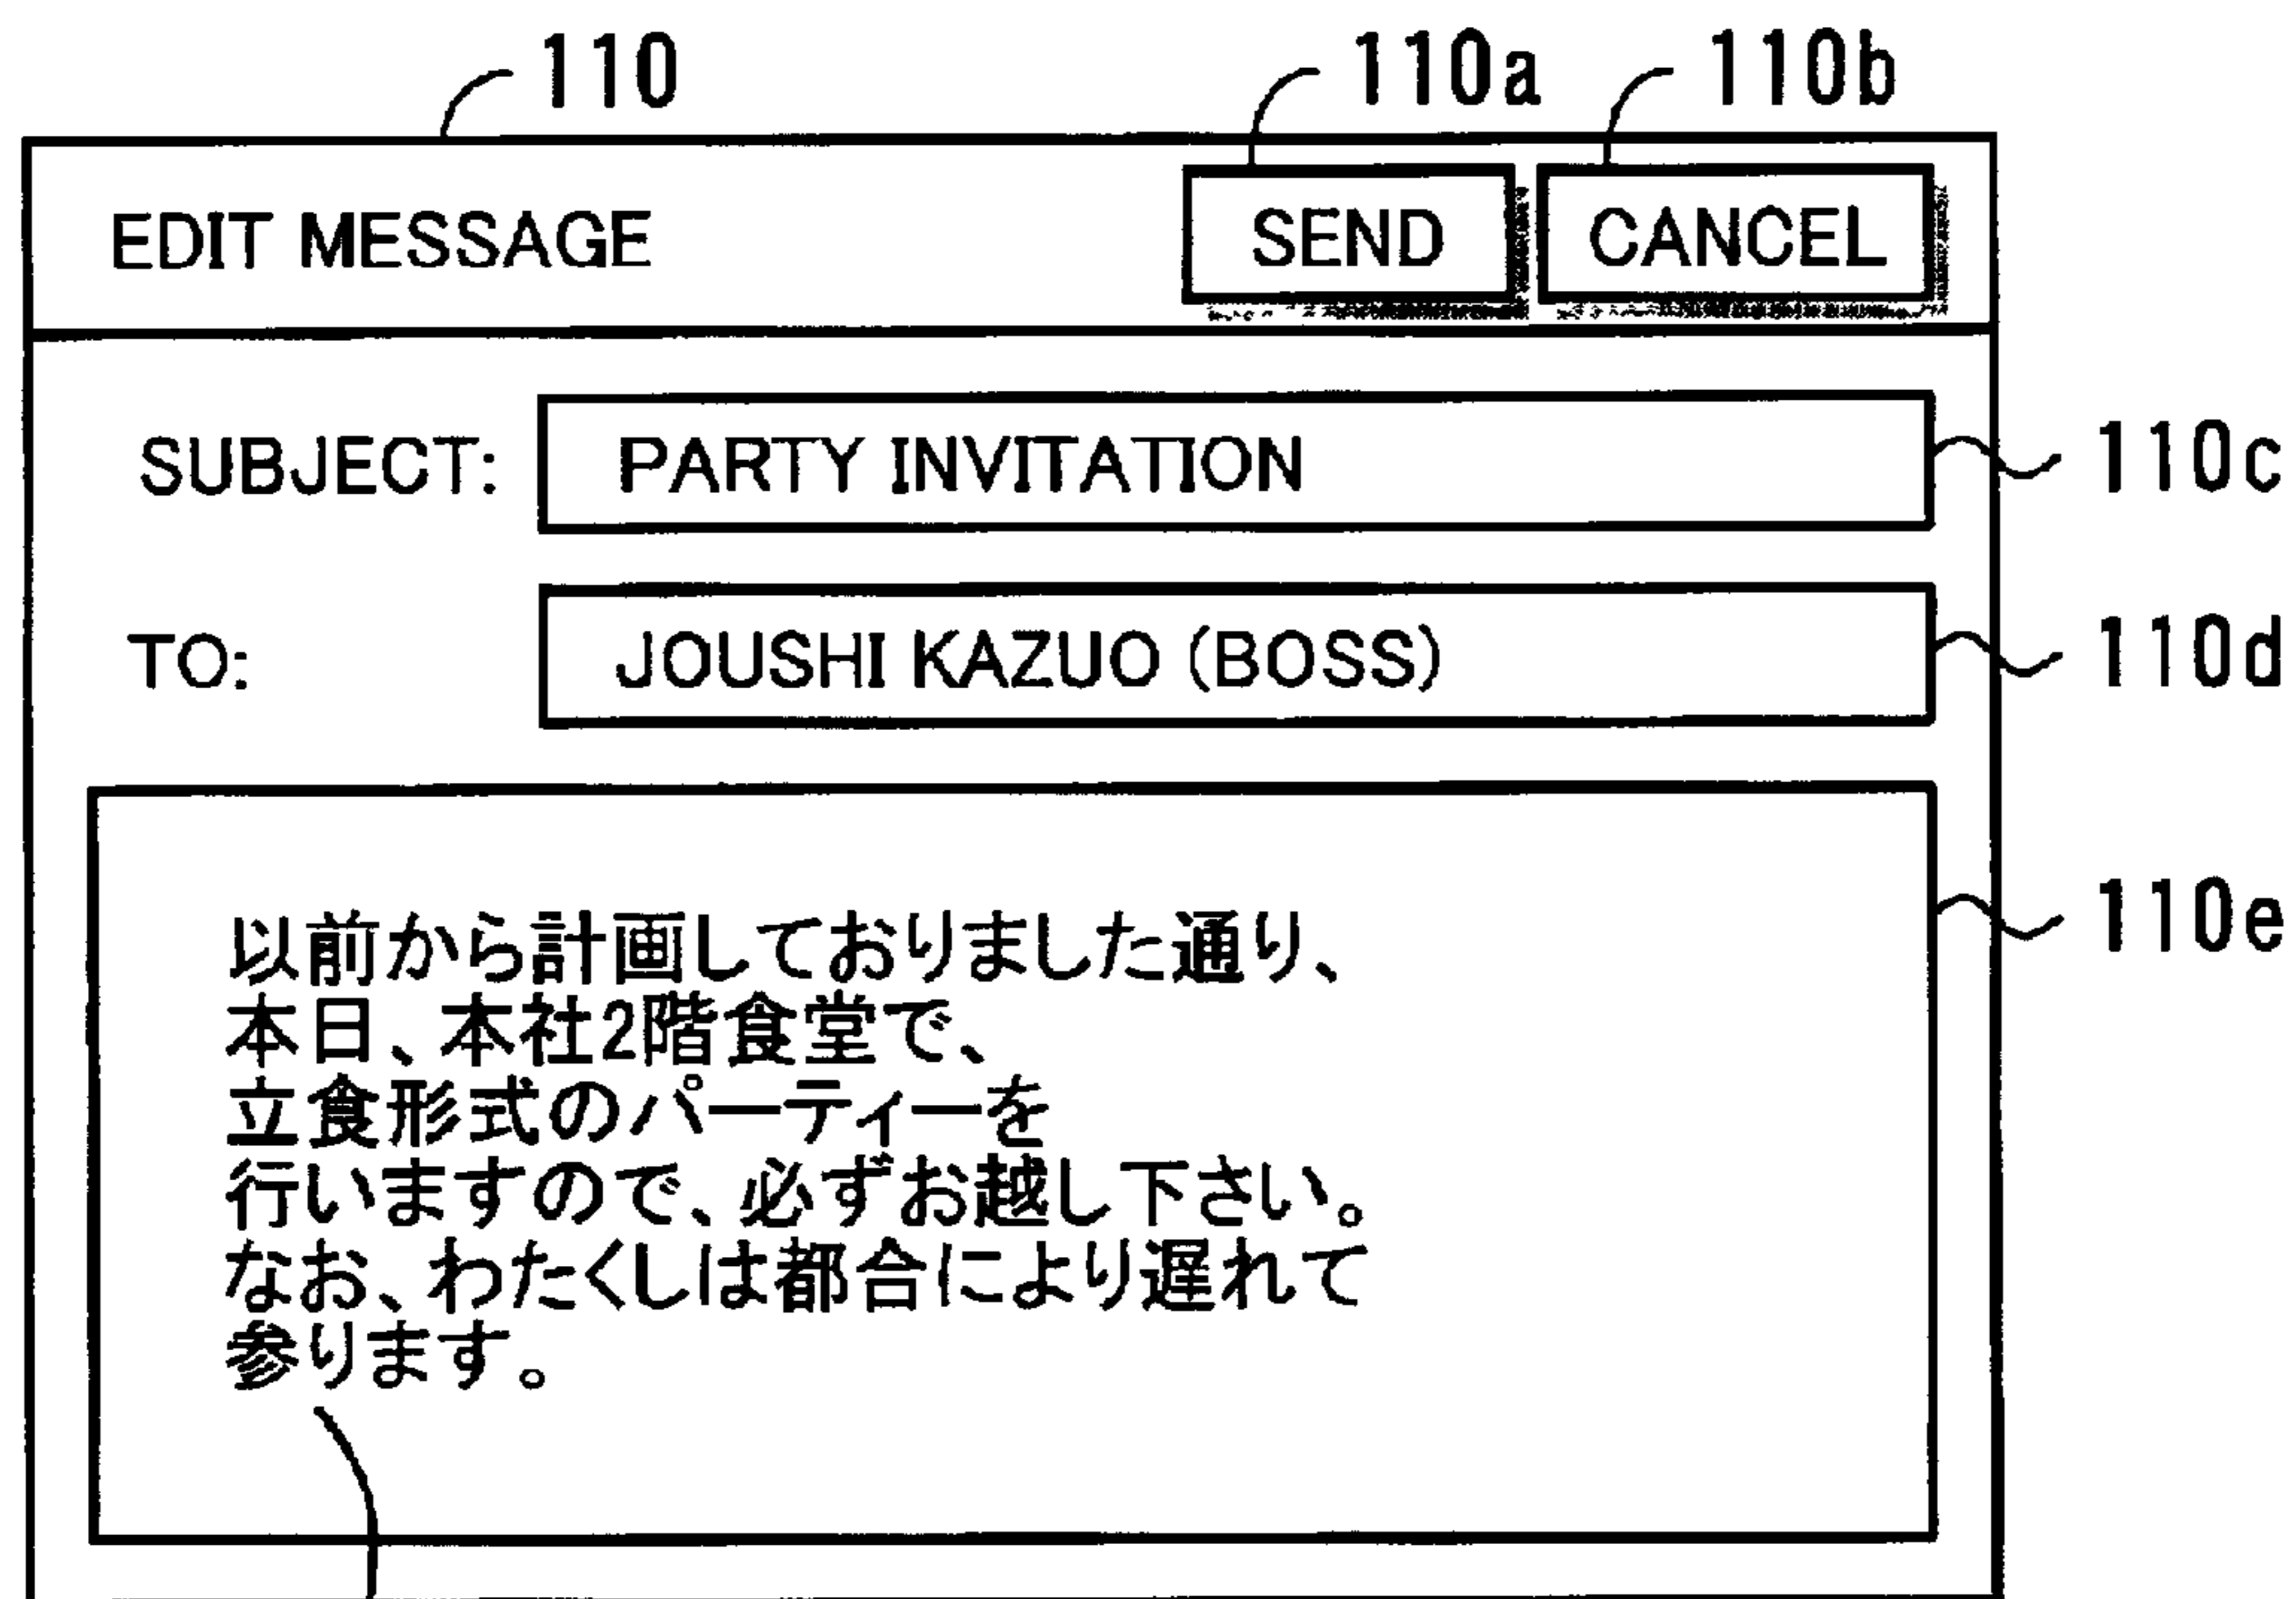 110 110a 110b
EDIT MESSAGE SEND CANCEL
SUBJECT: PARTY INVITATION 110c
TO: JOUSHI KAZUO (BOSS) 110d
110e
以前から計画しておりました通り、
本日、本社2階食堂で、
立食形式のパーティーを
行いますので、必ずお越し下さい。
なお、わたくしは都合により遅れて
参ります。